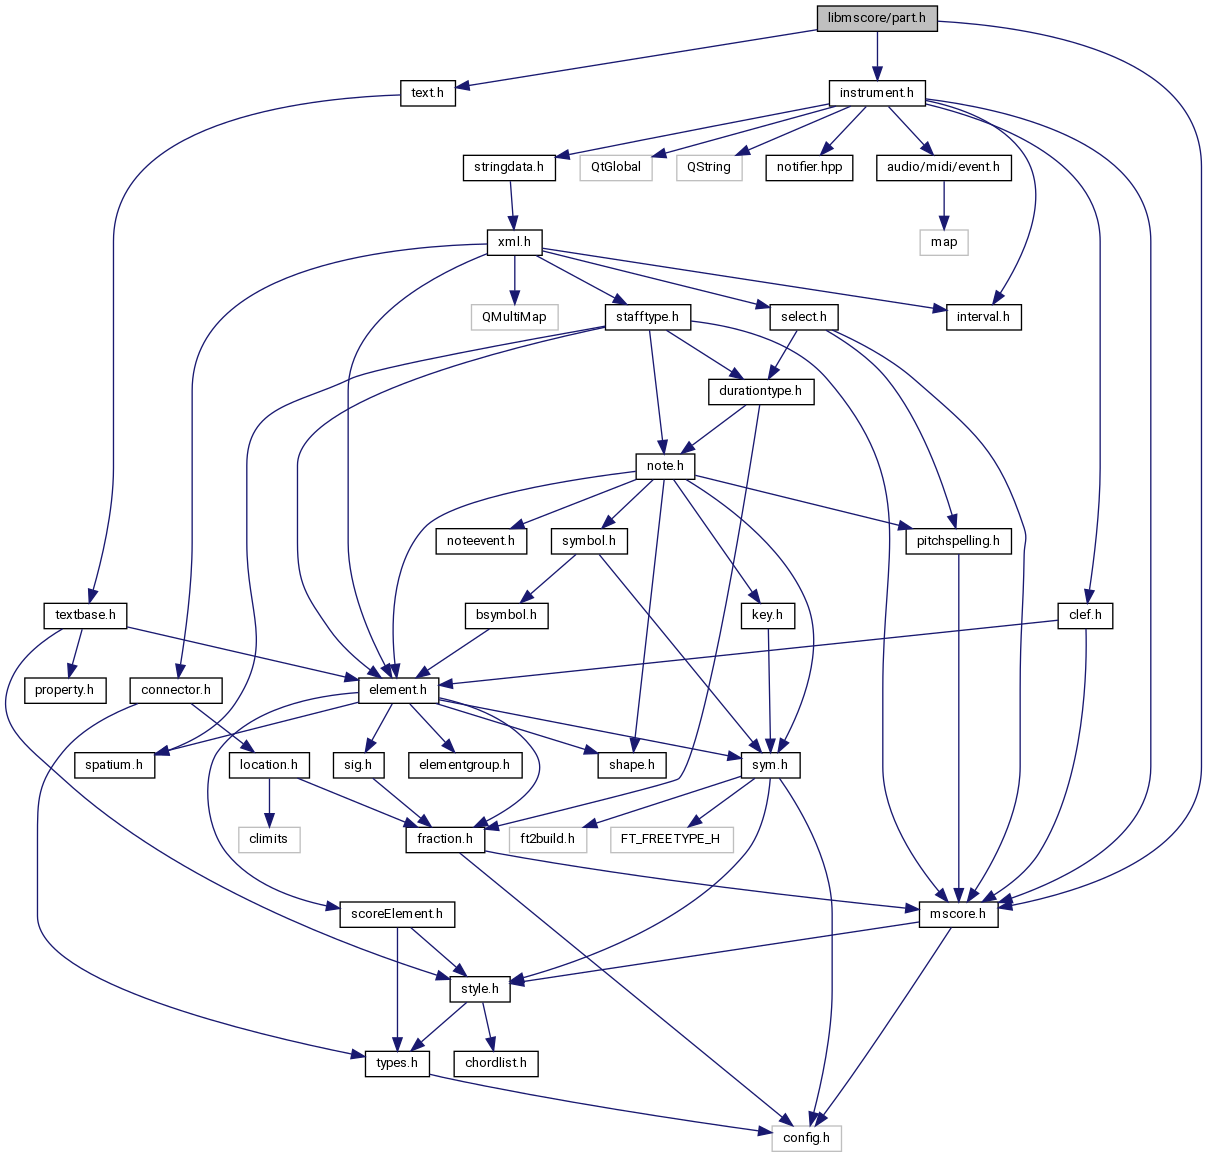 libmscore/part.h
text.h
instrument.h
stringdata.h
QtGlobal
QString
notifier.hpp
audio/midi/event.h
xml.h
map
QMultiMap
stafftype.h
select.h
interval.h
durationtype.h
note.h
noteevent.h
symbol.h
pitchspelling.h
textbase.h
bsymbol.h
key.h
clef.h
property.h
connector.h
element.h
spatium.h
location.h
sig.h
elementgroup.h
shape.h
sym.h
climits
fraction.h
ft2build.h
FT_FREETYPE_H
scoreElement.h
mscore.h
style.h
types.h
chordlist.h
config.h